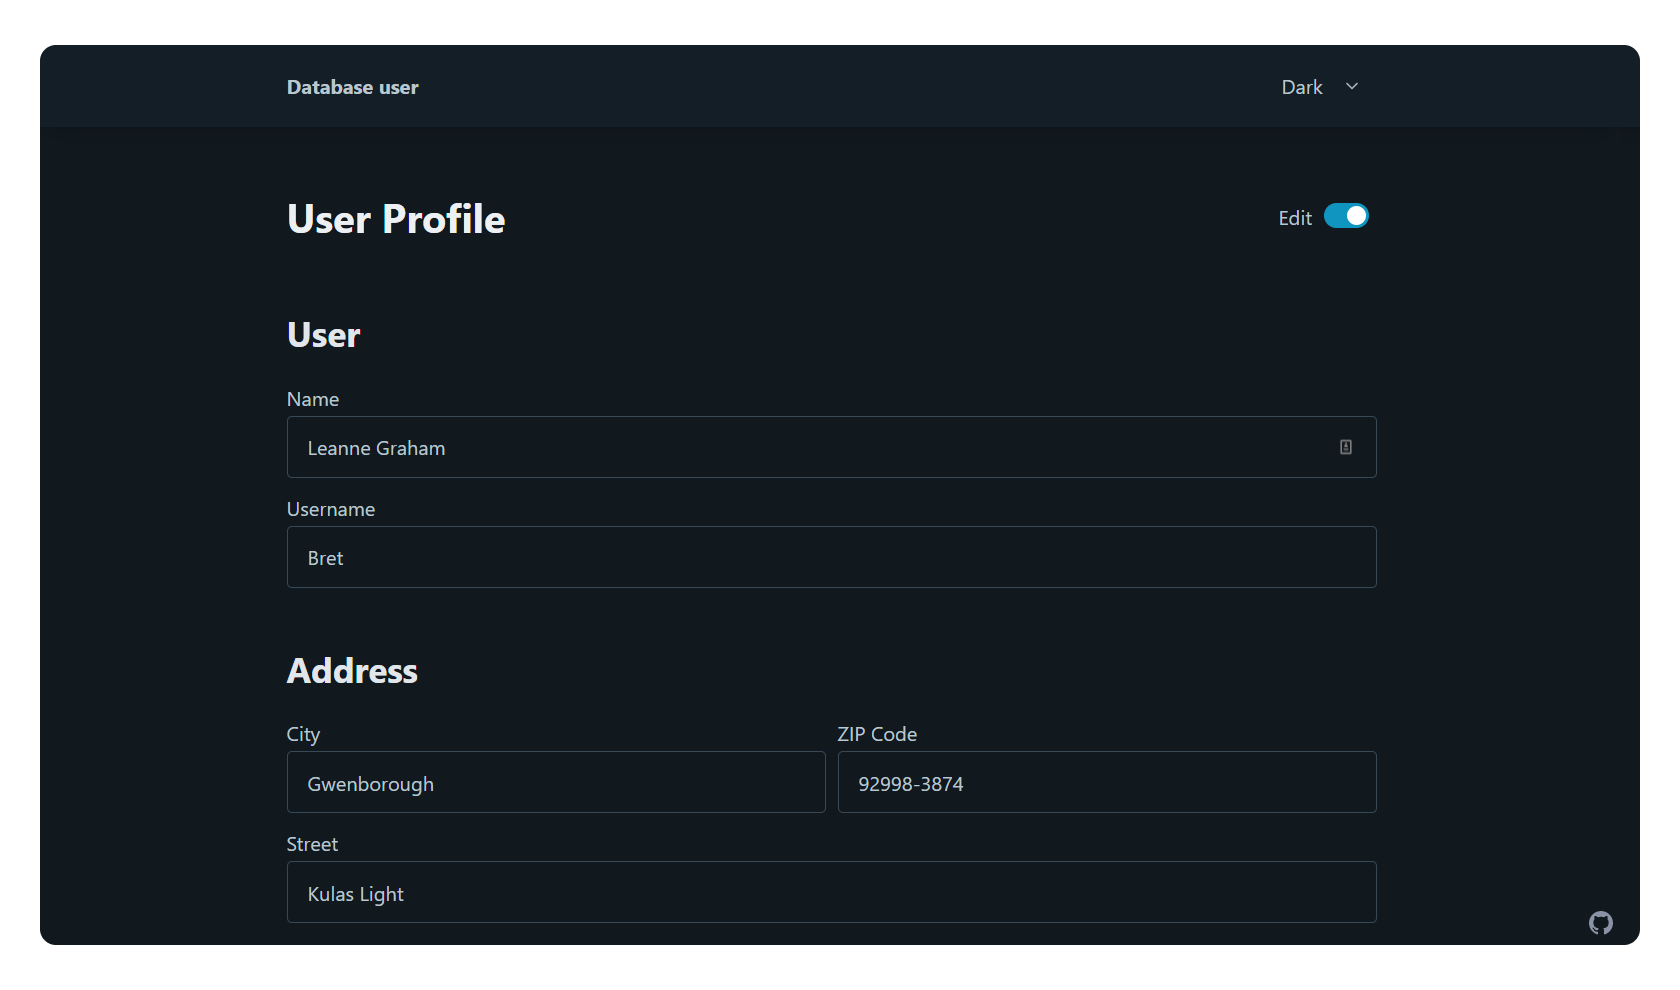 Database user
Dark
User Profile
Edit
User
Name
Leanne Graham
Username
Bret
Address
City
ZIP Code
Gwenborough
92998-3874
Street
Kulas Light